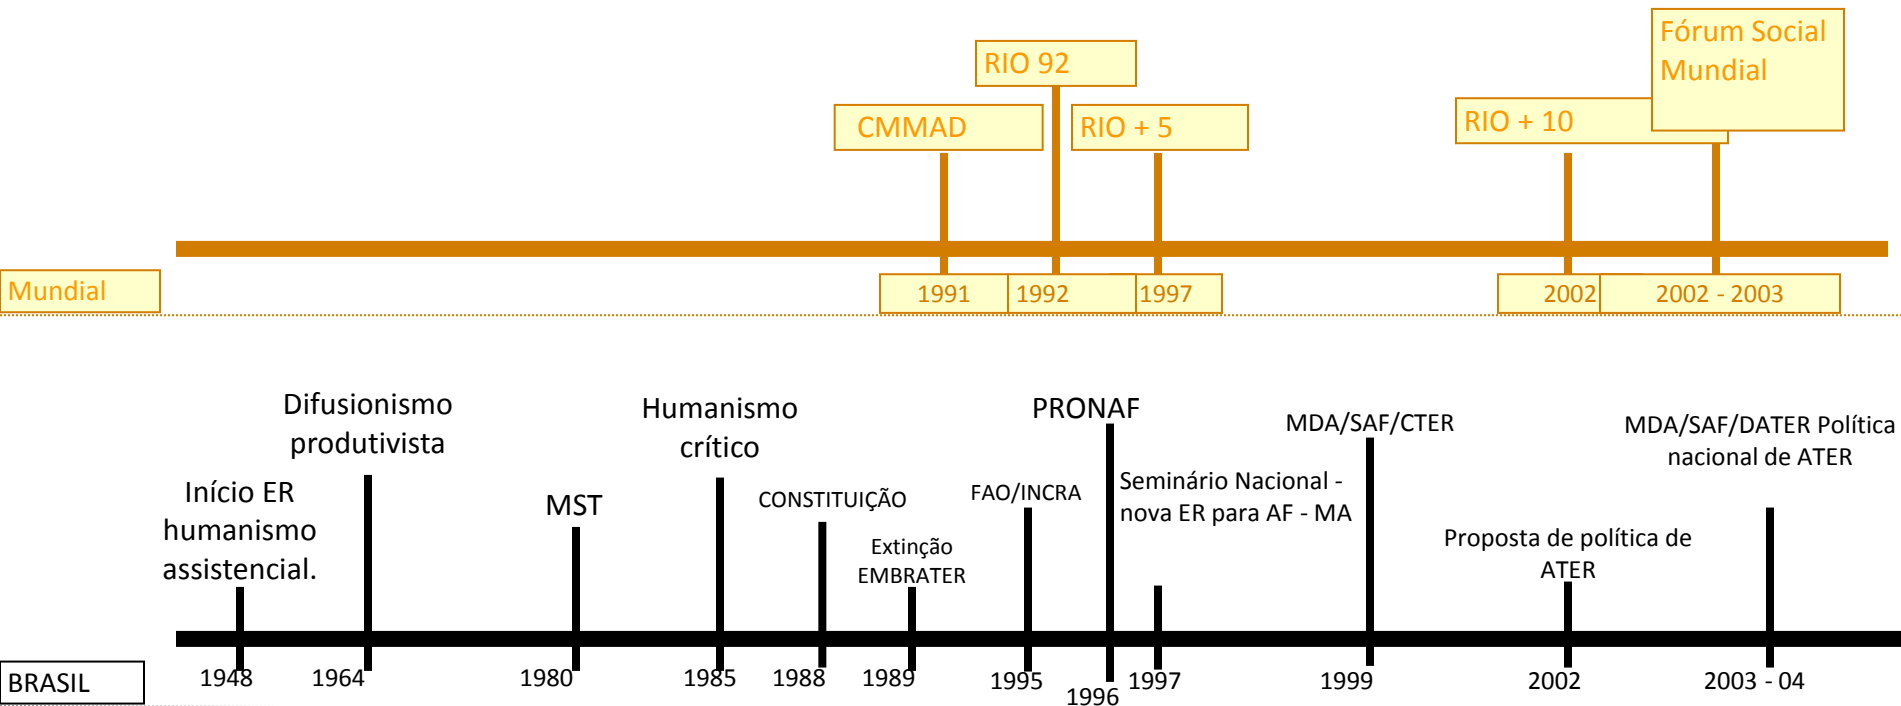 Fórum Social
Mundial
RIO 92
CMMAD
RIO + 5
RIO + 10
Mundial
1991
1992
1997
2002
2002 - 2003
Difusionismo
produtivista
Humanismo
crítico
PRONAF
MDA/SAF/CTER
MDA/SAF/DATER Política
nacional de ATER
Início ER
humanismo
assistencial.
MST
CONSTITUIÇÃO
FAO/INCRA
Seminário Nacional -
nova ER para AF - MA
Extinção
EMBRATER
Proposta de política de
ATER
BRASIL
1948
1964
1980
1985
1988
1989
1995
1996
1997
1999
2002
2003 - 04